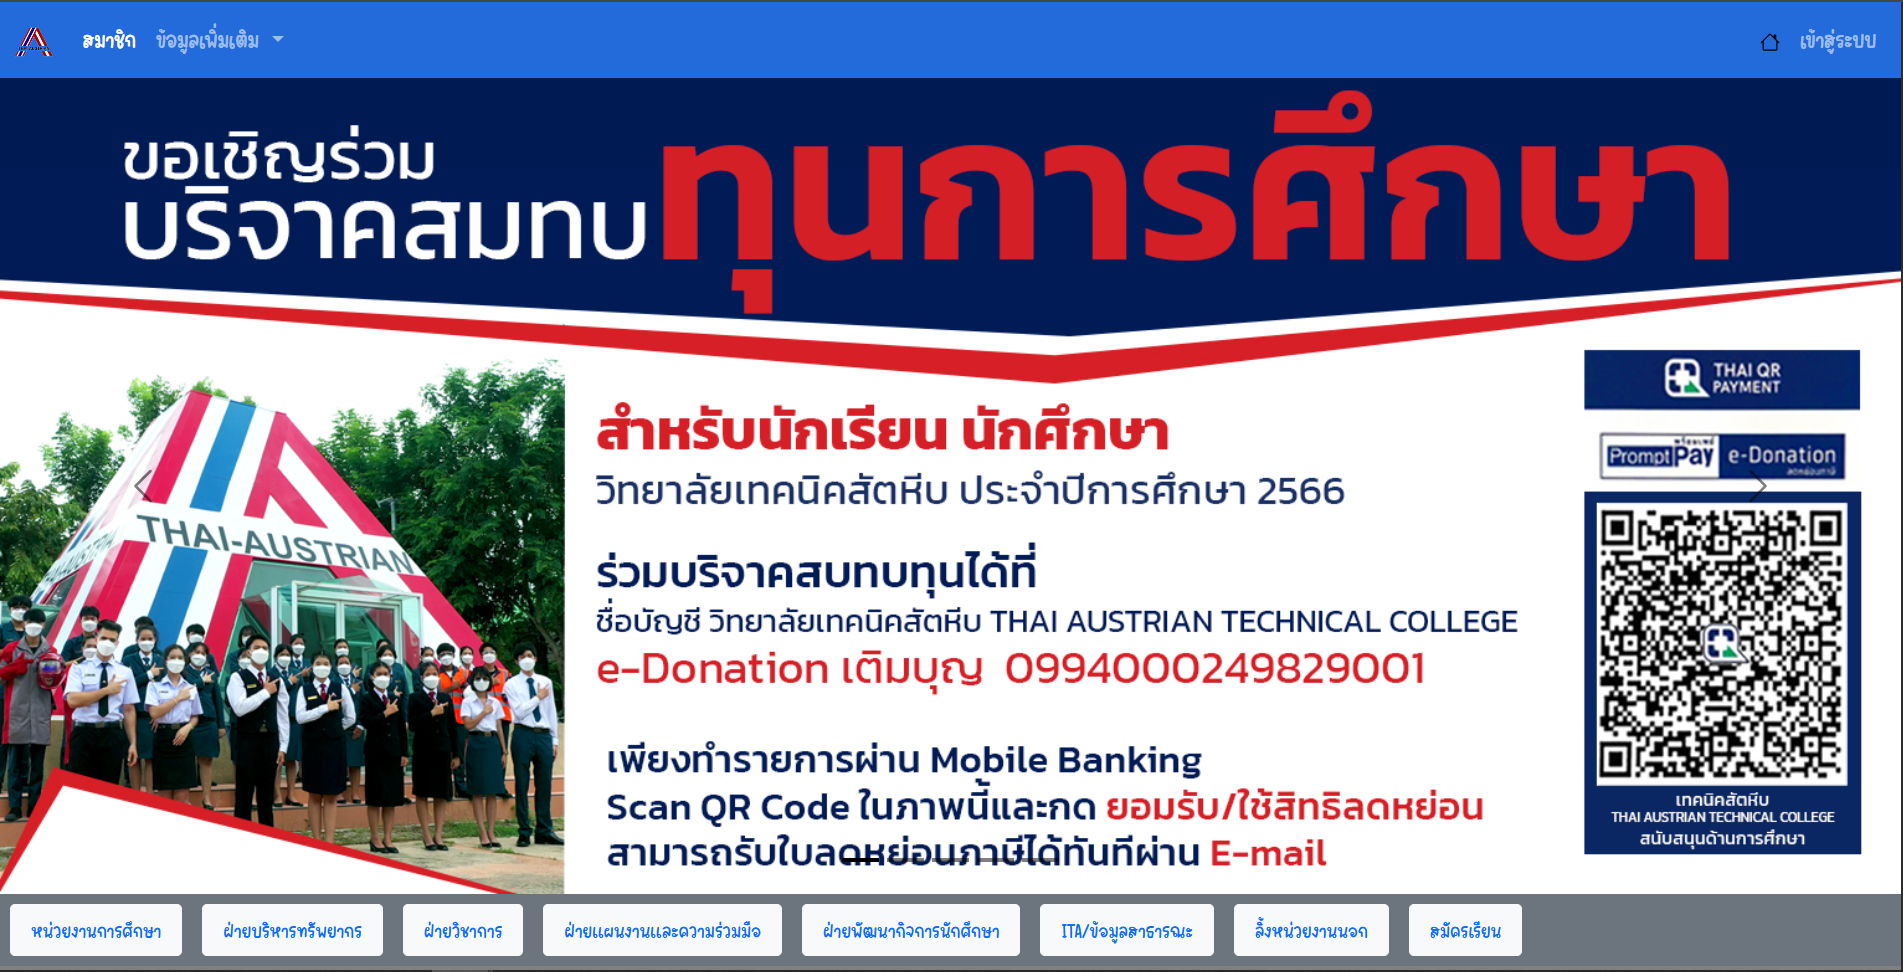 สมาชิก ข้อมูลเพิ่มเติม
เข้าสู่ระบบ
ขอเชิญร่วม
บริจาคสมทบ
ทุนการศึกษา
THAI-AUSTRIAN
สำหรับนักเรียน นักศึกษา
วิทยาลัยเทคนิคสัตหีบ ประจำปีการศึกษา 2566
ร่วมบริจาคสบทบทุนได้ที่
ชื่อบัญชี วิทยาลัยเทคนิคสัตหีบ THAI AUSTRIAN TECHNICAL COLLEGE
e-Donation เติมบุญ 0994000249829001
เพียงทำรายการผ่าน Mobile Banking
Scan QR Code ในภาพนี้และกด ยอมรับ/ใช้สิทธิลดหย่อน
สามารถรับใบลดหย่อนภาษีได้ทันทีผ่าน E-mail
THAI QR
PAYMENT
พร้อมเพย์
PromptPay e-Donation
ลดหย่อนภาษี
เทคนิคสัตหีบ
THAI AUSTRIAN TECHNICAL COLLEGE
สนับสนุนด้านการศึกษา
หน่วยงานการศึกษา ฝ่ายบริหารทรัพยากร ฝ่ายวิชาการ ฝ่ายแผนงานและความร่วมมือ ฝ่ายพัฒนากิจการนักศึกษา ITA/ข้อมูลสาธารณะ ลิ้งหน่วยงานนอก สมัครเรียน